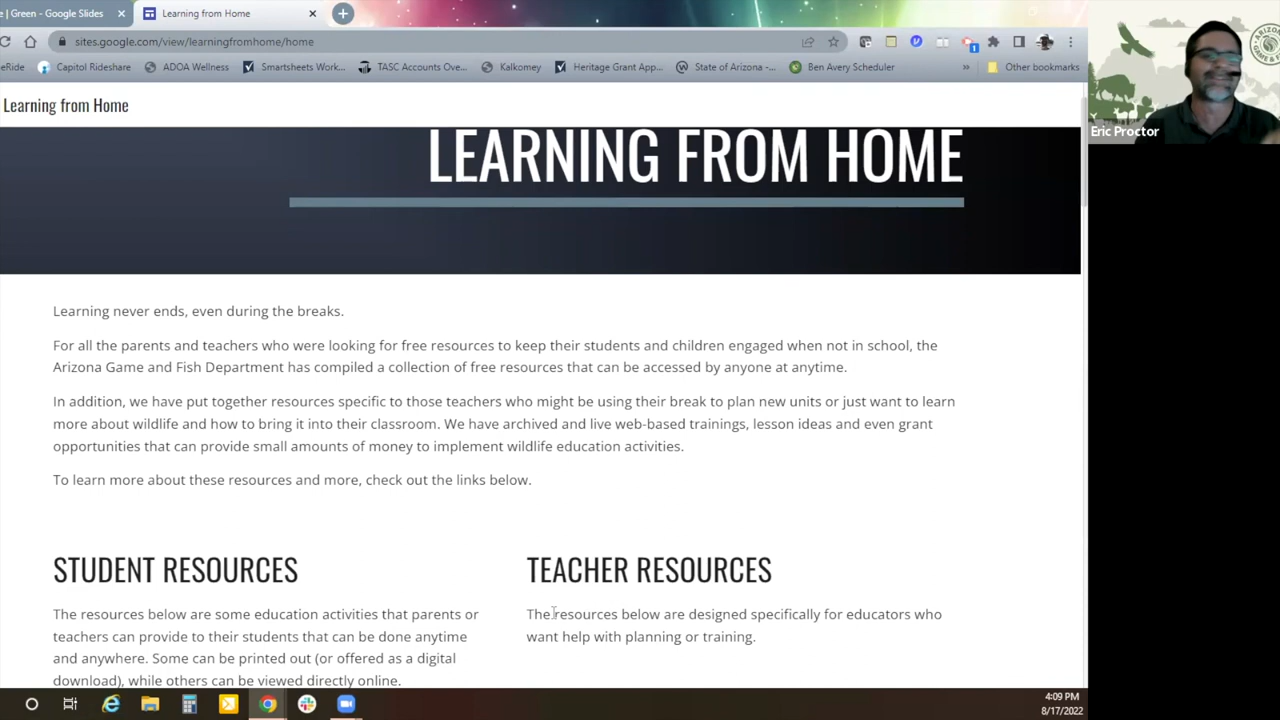 e | Green - Google Slides
Learning from Home
sites.google.com/view/learningfromhome/home
eRide
Capitol Rideshare
ADOA Wellness
Smartsheets Work...
TASC Accounts Ove...
Kalkomey
Heritage Grant App...
State of Arizona -...
Ben Avery Scheduler
»
Other bookmarks
Learning from Home
LEARNING FROM HOME
Eric Proctor
Learning never ends, even during the breaks.
For all the parents and teachers who were looking for free resources to keep their students and children engaged when not in school, the
Arizona Game and Fish Department has compiled a collection of free resources that can be accessed by anyone at anytime.
In addition, we have put together resources specific to those teachers who might be using their break to plan new units or just want to learn
more about wildlife and how to bring it into their classroom. We have archived and live web-based trainings, lesson ideas and even grant
opportunities that can provide small amounts of money to implement wildlife education activities.
To learn more about these resources and more, check out the links below.
STUDENT RESOURCES
The resources below are some education activities that parents or
teachers can provide to their students that can be done anytime
and anywhere. Some can be printed out (or offered as a digital
download), while others can be viewed directly online.
TEACHER RESOURCES
The resources below are designed specifically for educators who
want help with planning or training.
4:09 PM
8/17/2022